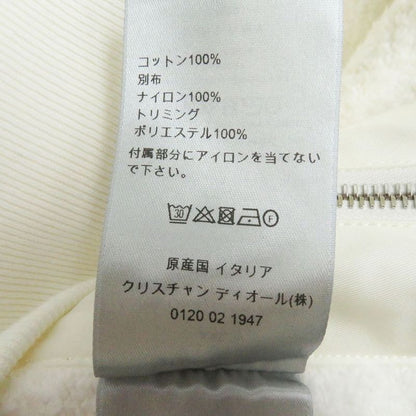 コットン100%
別布
ナイロン100%
トリミング
ポリエステル100%
付属部分にアイロンを当てない
で下さい。
30 F
原産国 イタリア
クリスチャン ディオール(株)
0120 02 1947